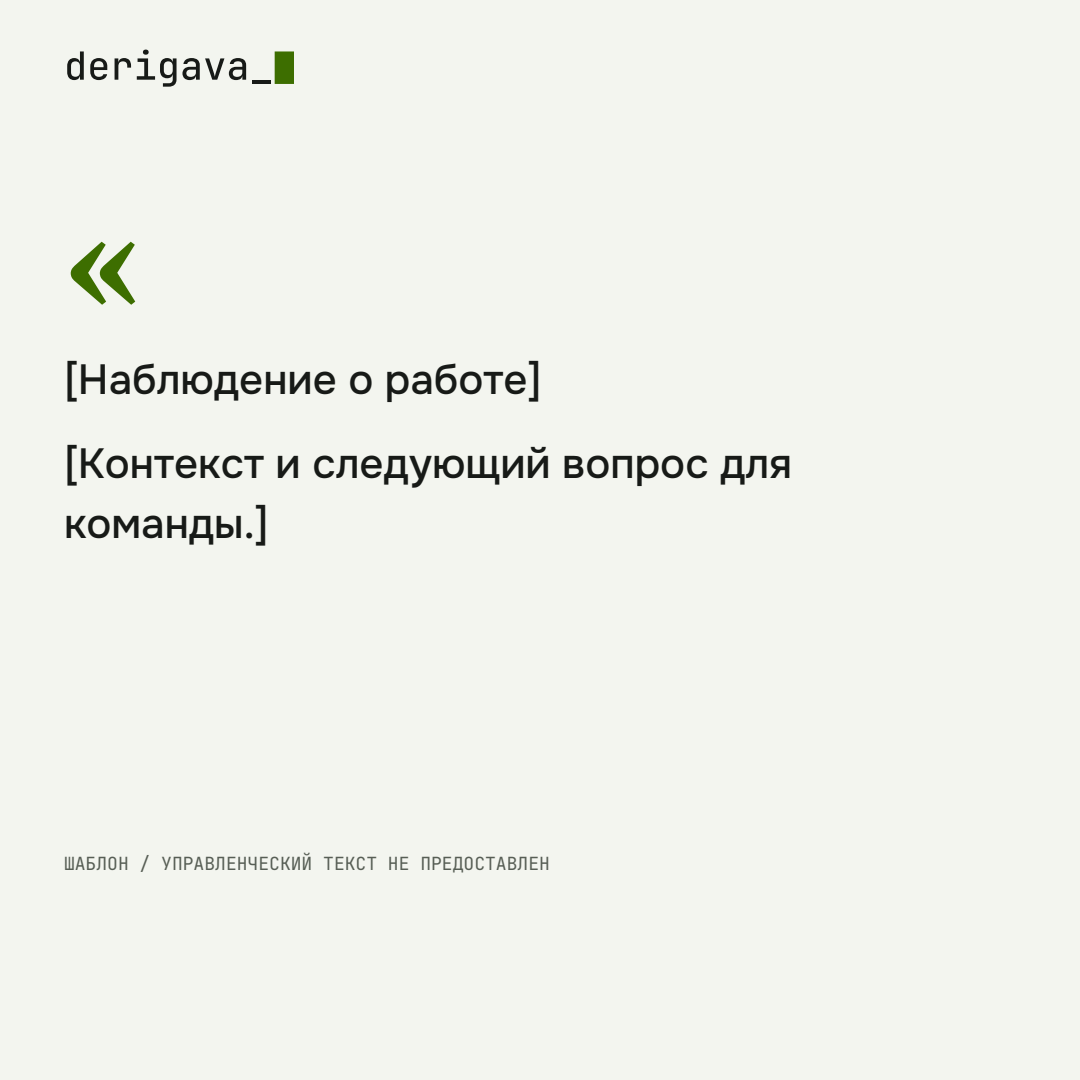 derigava_
«
[Наблюдение о работе]
[Контекст и следующий вопрос для
команды.]
ШАБЛОН / УПРАВЛЕНЧЕСКИЙ ТЕКСТ НЕ ПРЕДОСТАВЛЕН